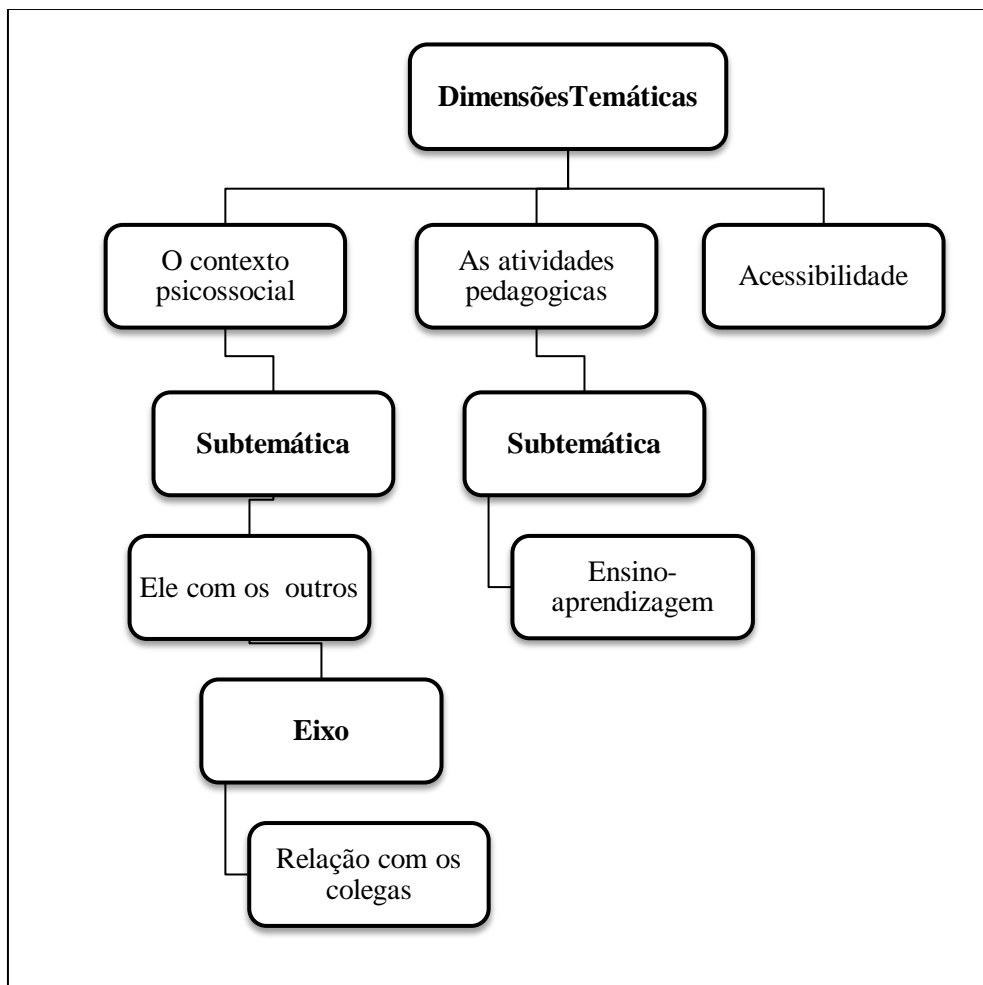 DimensõesTemáticas
O contexto
psicossocial
As atividades
pedagogicas
Acessibilidade
Subtemática
Subtemática
Ele com os  outros
Ensino-
aprendizagem
Eixo
Relação com os
colegas